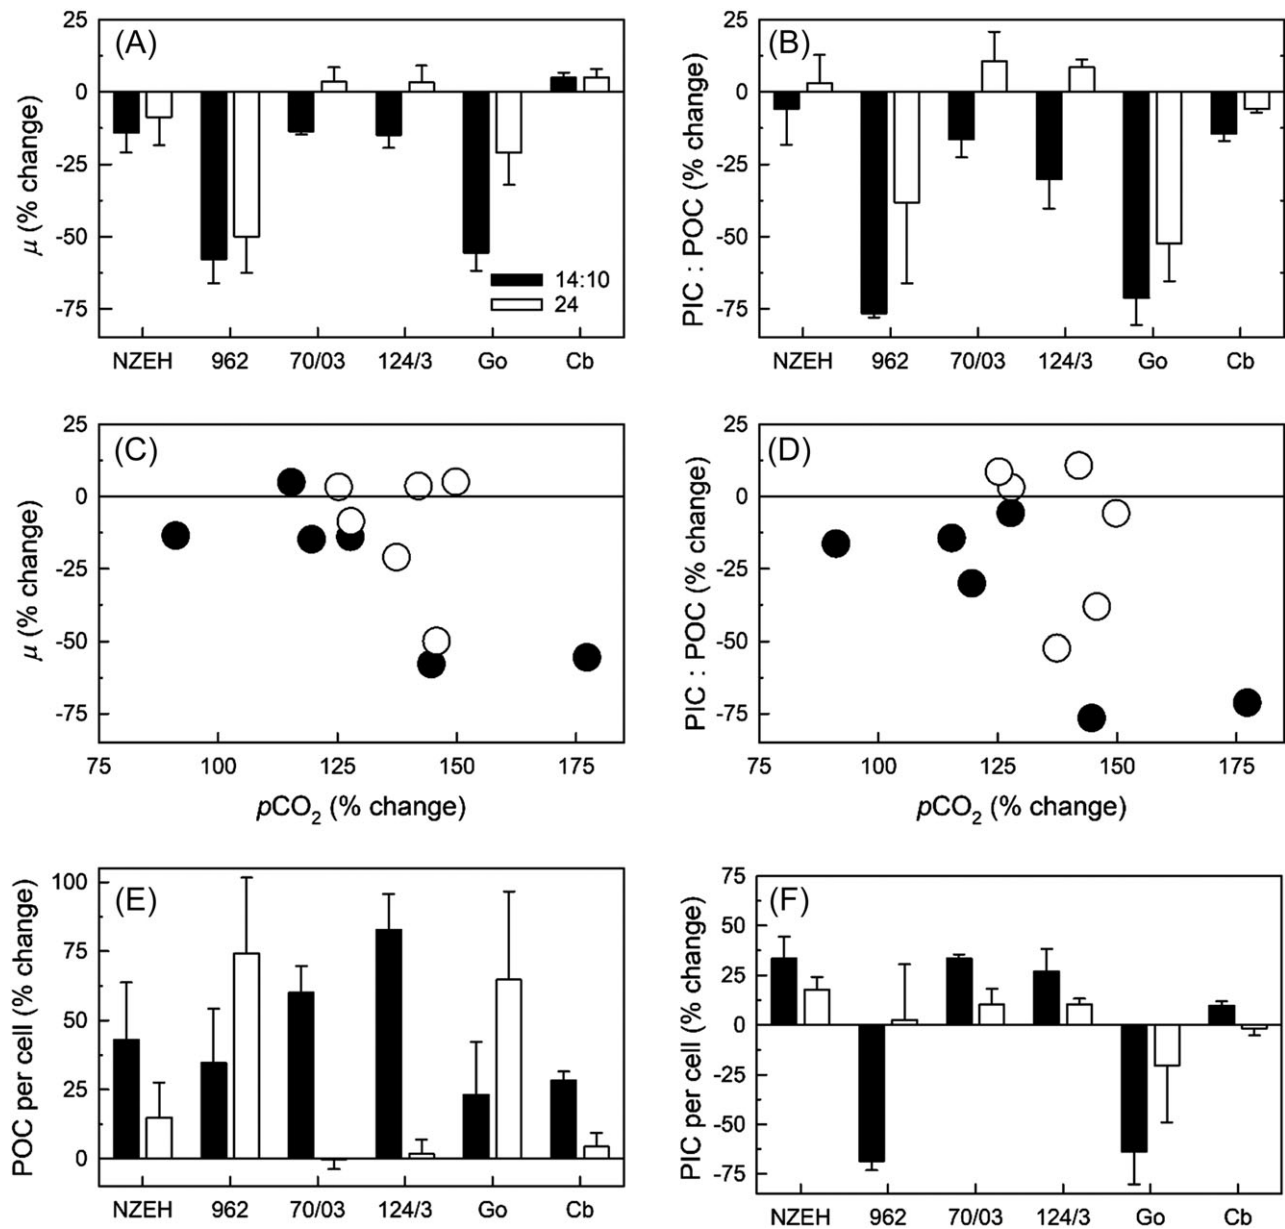 (A)
25
0
-25
-50
-75
μ (% change)
14:10
24
NZEH 962 70/03 124/3 Go Cb
(B)
25
0
-25
-50
-75
PIC : POC (% change)
NZEH 962 70/03 124/3 Go Cb
(C)
25
0
-25
-50
-75
μ (% change)
75 100 125 150 175
pCO₂ (% change)
(D)
25
0
-25
-50
-75
PIC : POC (% change)
75 100 125 150 175
pCO₂ (% change)
(E)
100
75
50
25
0
POC per cell (% change)
NZEH 962 70/03 124/3 Go Cb
(F)
75
50
25
0
-25
-50
-75
PIC per cell (% change)
NZEH 962 70/03 124/3 Go Cb